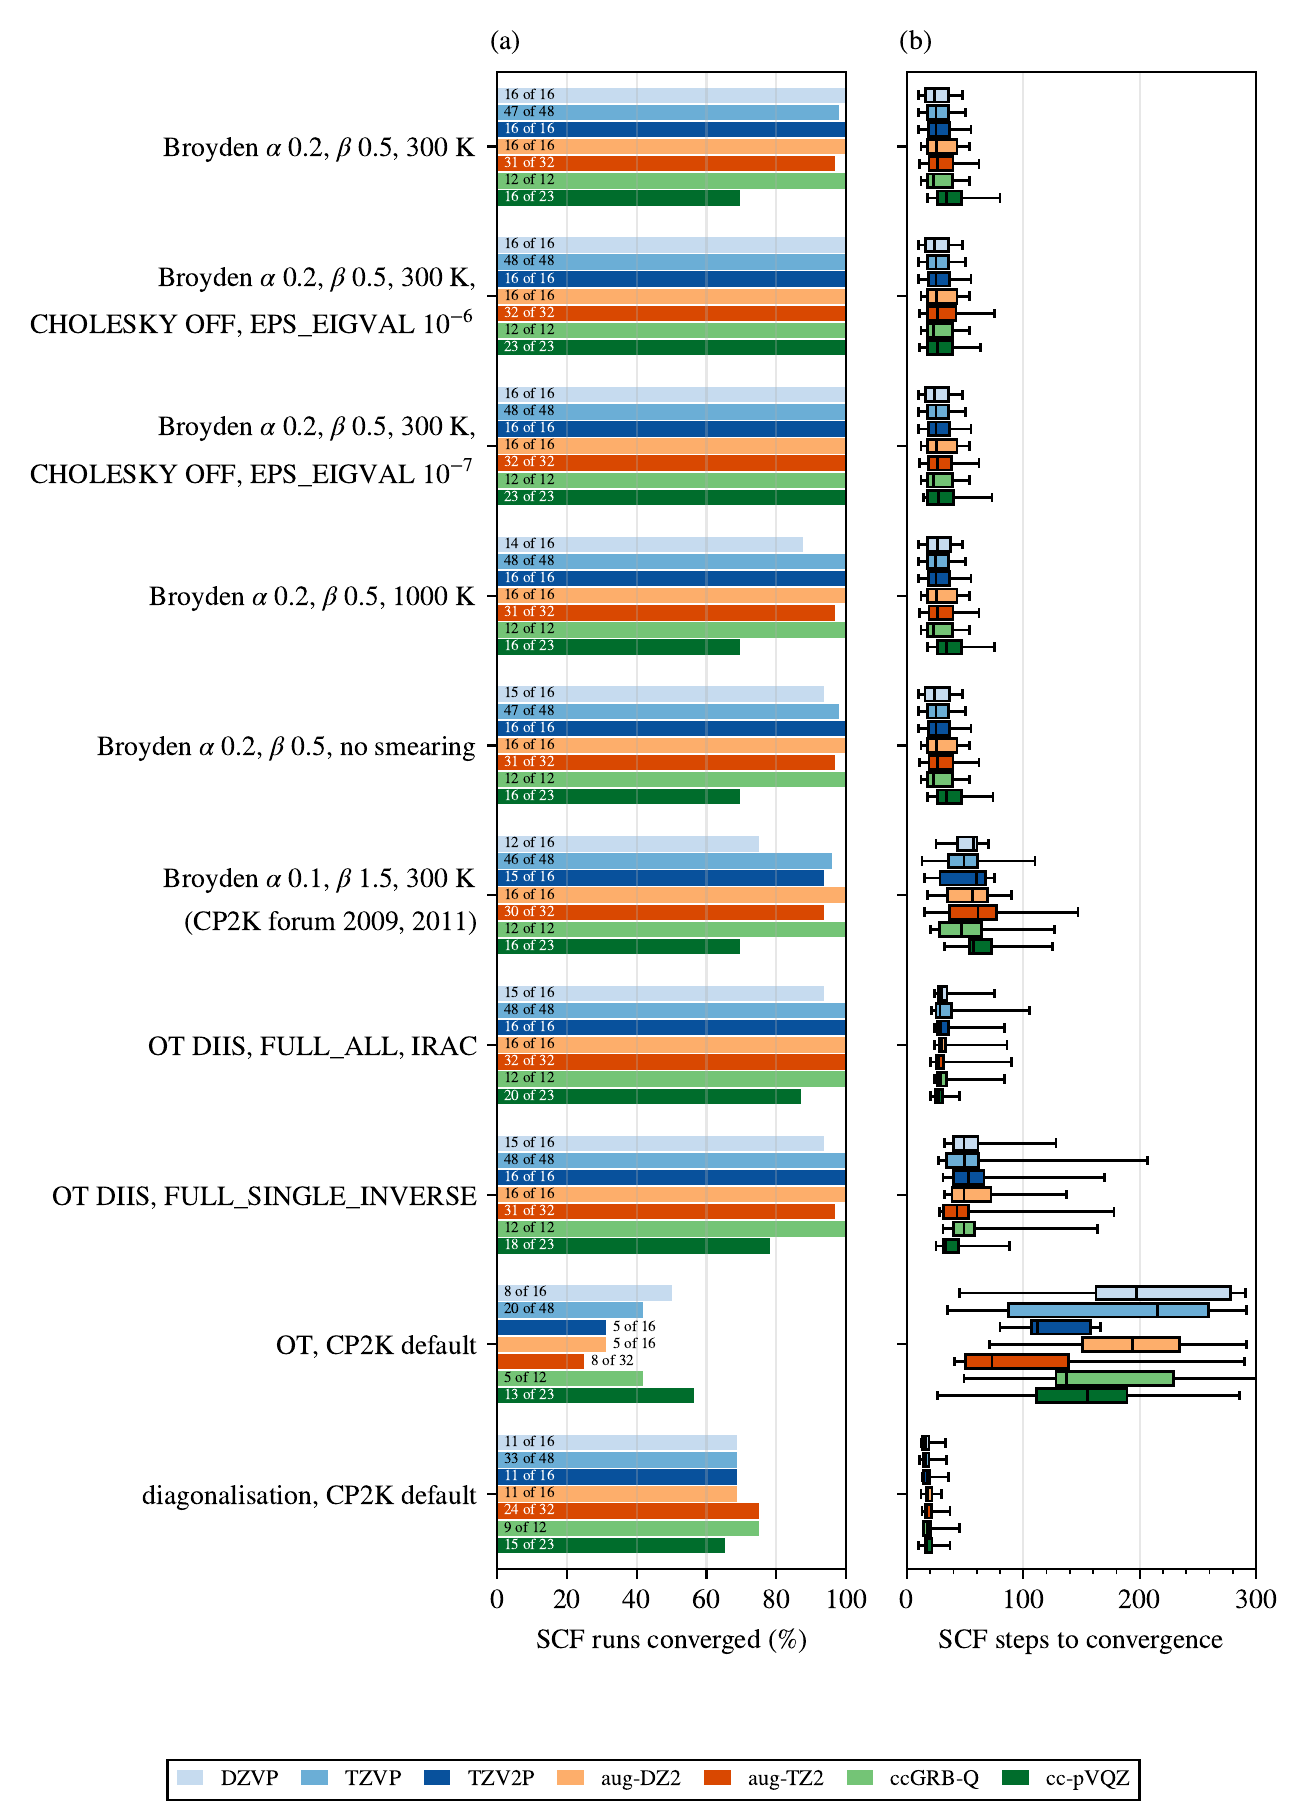 (a)
(b)
Broyden α 0.2, β 0.5, 300 K
16 of 16
47 of 48
16 of 16
16 of 16
31 of 32
12 of 12
16 of 23
Broyden α 0.2, β 0.5, 300 K,
CHOLESKY OFF, EPS_EIGVAL 10⁻⁶
16 of 16
48 of 48
16 of 16
16 of 16
32 of 32
12 of 12
23 of 23
Broyden α 0.2, β 0.5, 300 K,
CHOLESKY OFF, EPS_EIGVAL 10⁻⁷
16 of 16
48 of 48
16 of 16
16 of 16
32 of 32
12 of 12
23 of 23
Broyden α 0.2, β 0.5, 1000 K
14 of 16
48 of 48
16 of 16
16 of 16
31 of 32
12 of 12
16 of 23
Broyden α 0.2, β 0.5, no smearing
15 of 16
47 of 48
16 of 16
16 of 16
31 of 32
12 of 12
16 of 23
Broyden α 0.1, β 1.5, 300 K
(CP2K forum 2009, 2011)
12 of 16
46 of 48
15 of 16
16 of 16
30 of 32
12 of 12
16 of 23
OT DIIS, FULL_ALL, IRAC
15 of 16
48 of 48
16 of 16
16 of 16
32 of 32
12 of 12
20 of 23
OT DIIS, FULL_SINGLE_INVERSE
15 of 16
48 of 48
16 of 16
16 of 16
31 of 32
12 of 12
18 of 23
OT, CP2K default
8 of 16
20 of 48
5 of 16
5 of 16
8 of 32
5 of 12
13 of 23
diagonalisation, CP2K default
11 of 16
33 of 48
11 of 16
11 of 16
24 of 32
9 of 12
15 of 23
0 20 40 60 80 100
SCF runs converged (%)
0 100 200 300
SCF steps to convergence
DZVP TZVP TZV2P aug-DZ2 aug-TZ2 ccGRB-Q cc-pVQZ